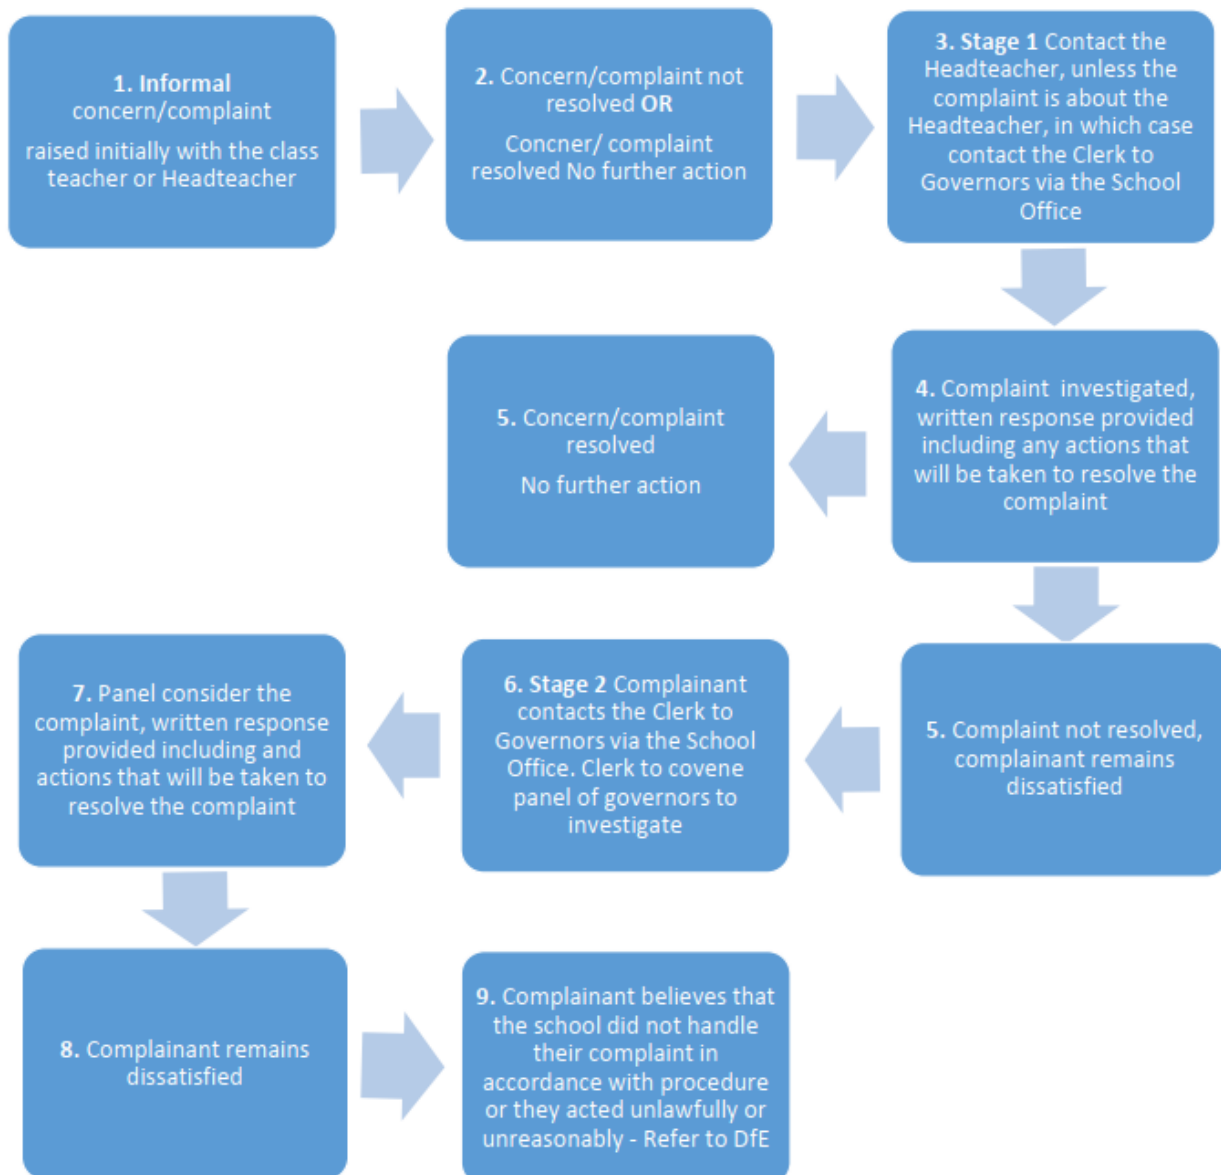 1. Informal
concern/complaint
raised initially with the class
teacher or Headteacher
2. Concern/complaint not
resolved OR
Concner/ complaint
resolved No further action
3. Stage 1 Contact the
Headteacher, unless the
complaint is about the
Headteacher, in which case
contact the Clerk to
Governors via the School
Office
4. Complaint investigated,
written response provided
including any actions that
will be taken to resolve the
complaint
5. Concern/complaint
resolved
No further action
5. Complaint not resolved,
complainant remains
dissatisfied
6. Stage 2 Complainant
contacts the Clerk to
Governors via the School
Office. Clerk to covene
panel of governors to
investigate
7. Panel consider the
complaint, written response
provided including and
actions that will be taken to
resolve the complaint
8. Complainant remains
dissatisfied
9. Complainant believes that
the school did not handle
their complaint in
accordance with procedure
or they acted unlawfully or
unreasonably - Refer to DfE